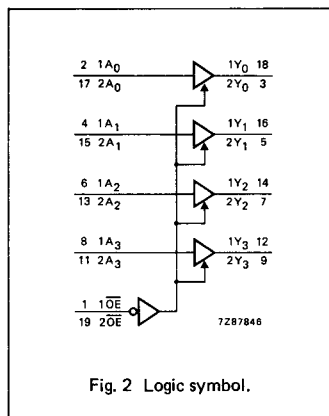 2 1A0 1Y0 18
17 2A0 2Y0 3
4 1A1 1Y1 16
15 2A1 2Y1 5
6 1A2 1Y2 14
13 2A2 2Y2 7
8 1A3 1Y3 12
11 2A3 2Y3 9
1 1O̅E̅
19 2O̅E̅
7Z87846
Fig. 2 Logic symbol.